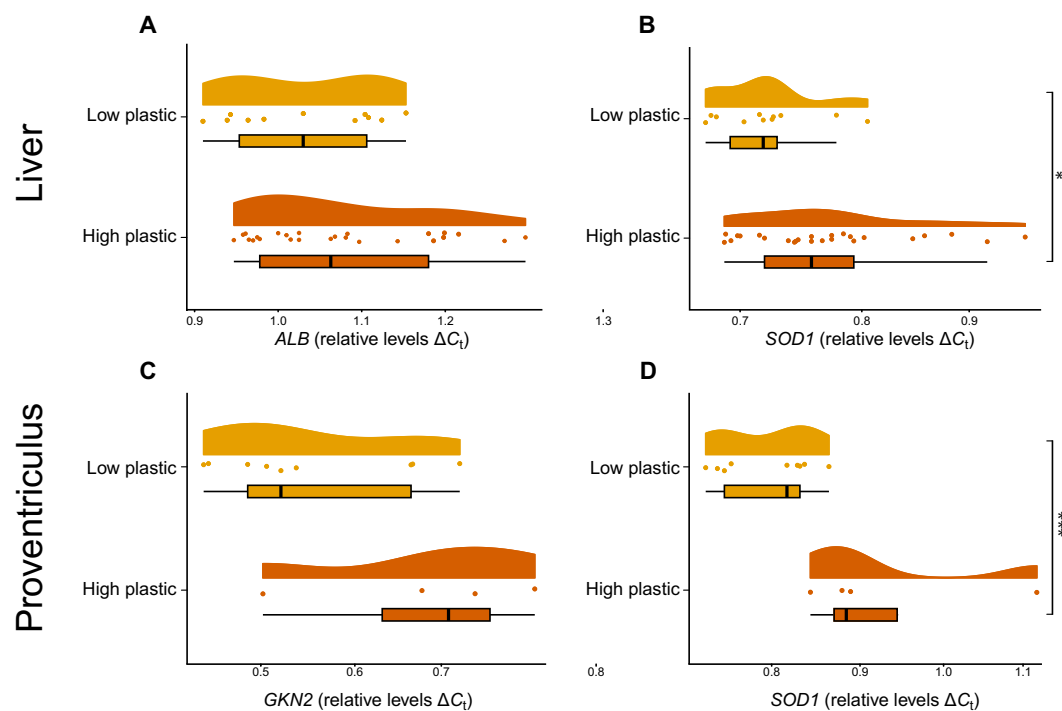 A
B
Liver
Low plastic
High plastic
0.9
1.0
1.1
1.2
1.3
ALB (relative levels ΔCt)
Low plastic
High plastic
*
0.7
0.8
0.9
SOD1 (relative levels ΔCt)
C
D
Proventriculus
Low plastic
High plastic
0.5
0.7
0.8
GKN2 (relative levels ΔCt)
Low plastic
High plastic
***
0.8
0.9
1.0
1.1
SOD1 (relative levels ΔCt)